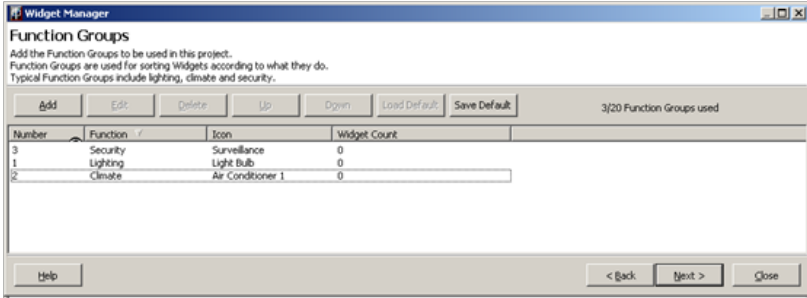 Widget Manager
Function Groups
Add the Function Groups to be used in this project.
Function Groups are used for sorting Widgets according to what they do.
Typical Function Groups include lighting, climate and security.
Add Edit Delete Up Down Load Default Save Default 3/20 Function Groups used
Number Function Icon Widget Count
3 Security Surveillance 0
1 Lighting Light Bulb 0
2 Climate Air Conditioner 1 0
Help < Back Next > Close